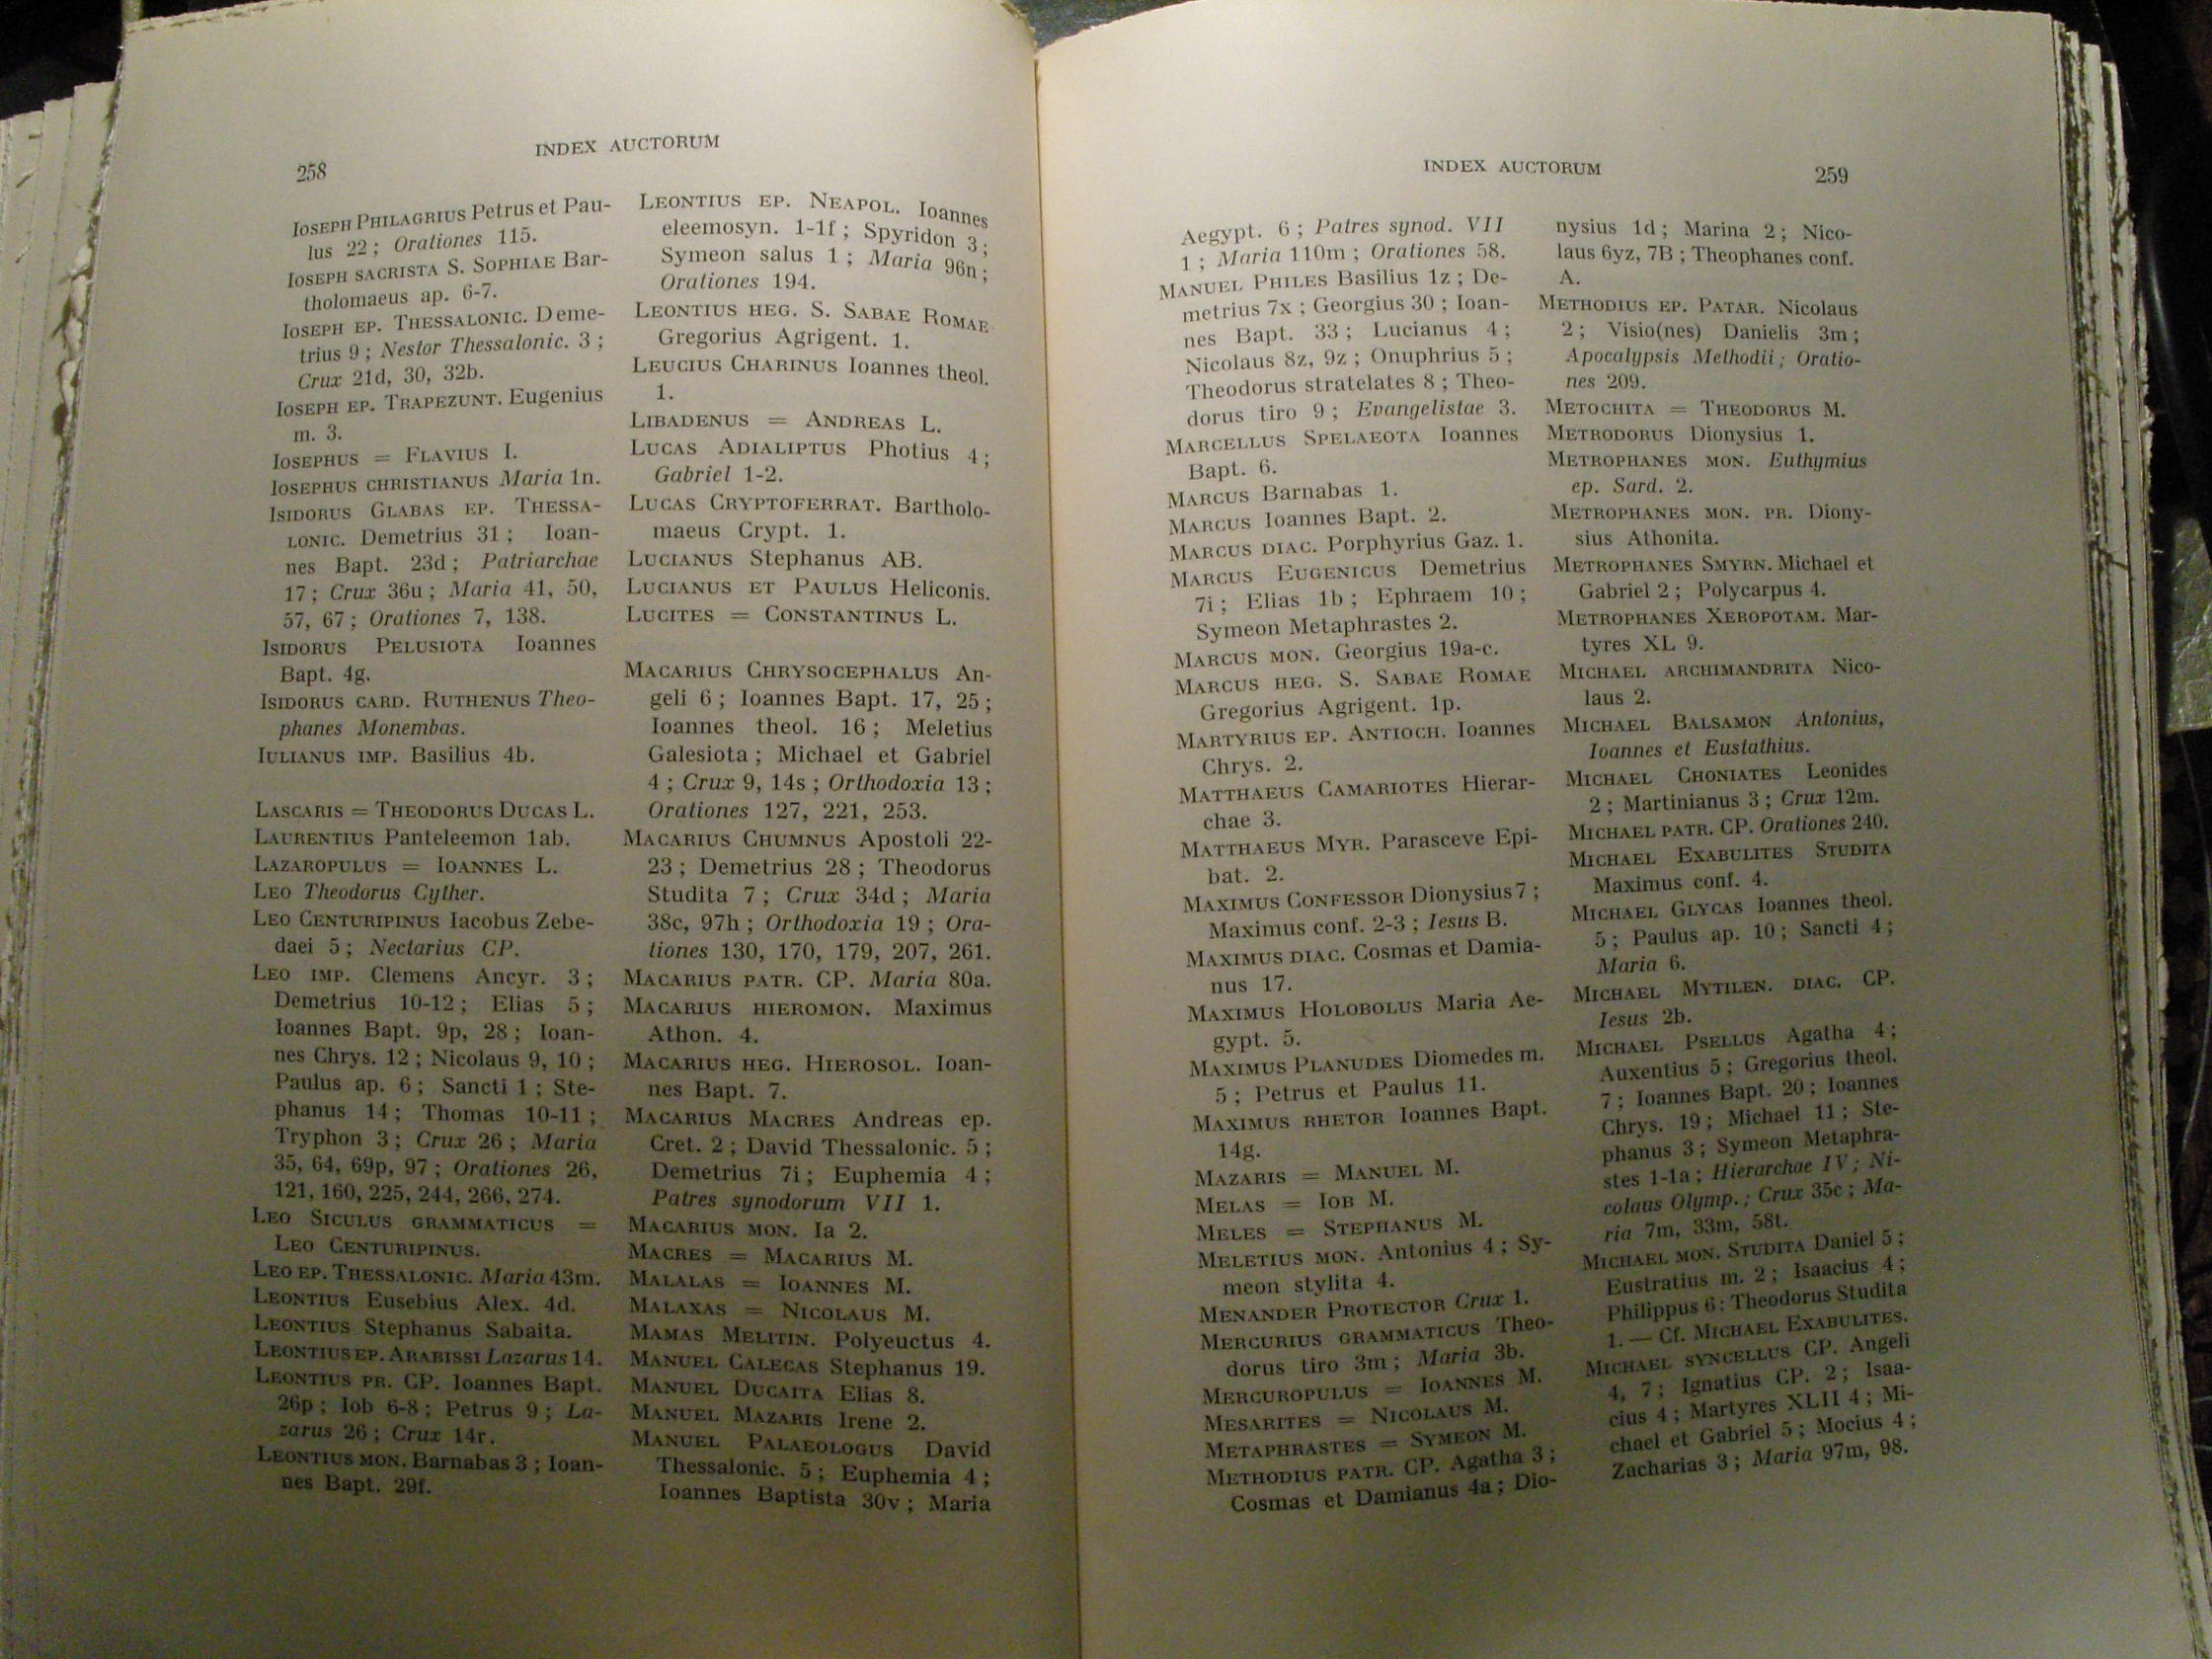 258
INDEX AUCTORUM
IOSEPH PHILAGRIUS Petrus et Pau-
lus 22 ; Orationes 115.
IOSEPH SACRISTA S. SOPHIAE Bar-
tholomaeus ap. 6-7.
IOSEPH EP. THESSALONIC. Deme-
trius 9 ; Nestor Thessalonic. 3 ;
Crux 21d, 30, 32b.
IOSEPH EP. TRAPEZUNT. Eugenius
m. 3.
IOSEPHUS = FLAVIUS I.
IOSEPHUS CHRISTIANUS Maria 1n.
ISIDORUS GLABAS EP. THESSA-
LONIC. Demetrius 31 ; Ioan-
nes Bapt. 23d ; Patriarchae
17 ; Crux 36u ; Maria 41, 50,
57, 67 ; Orationes 7, 138.
ISIDORUS PELUSIOTA Ioannes
Bapt. 4g.
ISIDORUS CARD. RUTHENUS Theo-
phanes Monembas.
IULIANUS IMP. Basilius 4b.
LASCARIS = THEODORUS DUCAS L.
LAURENTIUS Panteleemon 1ab.
LAZAROPULUS = IOANNES L.
LEO Theodorus Cyther.
LEO CENTURIPINUS Iacobus Zebe-
daei 5 ; Nectarius CP.
LEO IMP. Clemens Ancyr. 3 ;
Demetrius 10-12 ; Elias 5 ;
Ioannes Bapt. 9p, 28 ; Ioan-
nes Chrys. 12 ; Nicolaus 9, 10 ;
Paulus ap. 6 ; Sancti 1 ; Ste-
phanus 14 ; Thomas 10-11 ;
Tryphon 3 ; Crux 26 ; Maria
35, 64, 69p, 97 ; Orationes 26,
121, 160, 225, 244, 266, 274.
LEO SICULUS GRAMMATICUS =
LEO CENTURIPINUS.
LEO EP. THESSALONIC. Maria 43m.
LEONTIUS Eusebius Alex. 4d.
LEONTIUS Stephanus Sabaita.
LEONTIUS EP. ARABISSI Lazarus 14.
LEONTIUS PR. CP. Ioannes Bapt.
26p ; Iob 6-8 ; Petrus 9 ; La-
zarus 26 ; Crux 14r.
LEONTIUS MON. Barnabas 3 ; Ioan-
nes Bapt. 29f.
LEONTIUS EP. NEAPOL. Ioannes
eleemosyn. 1-1f ; Spyridon 3 ;
Symeon salus 1 ; Maria 96n ;
Orationes 194.
LEONTIUS HEG. S. SABAE ROMAE
Gregorius Agrigent. 1.
LEUCIUS CHARINUS Ioannes theol.
1.
LIBADENUS = ANDREAS L.
LUCAS ADIALIPTUS Photius 4 ;
Gabriel 1-2.
LUCAS CRYPTOFERRAT. Bartholo-
maeus Crypt. 1.
LUCIANUS Stephanus AB.
LUCIANUS ET PAULUS Heliconis.
LUCITES = CONSTANTINUS L.
MACARIUS CHRYSOCEPHALUS An-
geli 6 ; Ioannes Bapt. 17, 25 ;
Ioannes theol. 16 ; Meletius
Galesiota ; Michael et Gabriel
4 ; Crux 9, 14s ; Orthodoxia 13 ;
Orationes 127, 221, 253.
MACARIUS CHUMNUS Apostoli 22-
23 ; Demetrius 28 ; Theodorus
Studita 7 ; Crux 34d ; Maria
38c, 97h ; Orthodoxia 19 ; Ora-
tiones 130, 170, 179, 207, 261.
MACARIUS PATR. CP. Maria 80a.
MACARIUS HIEROMON. Maximus
Athon. 4.
MACARIUS HEG. HIEROSOL. Ioan-
nes Bapt. 7.
MACARIUS MACRES Andreas ep.
Cret. 2 ; David Thessalonic. 5 ;
Demetrius 7i ; Euphemia 4 ;
Patres synodorum VII 1.
MACARIUS MON. Ia 2.
MACRES = MACARIUS M.
MALALAS = IOANNES M.
MALAXAS = NICOLAUS M.
MAMAS MELITIN. Polyeuctus 4.
MANUEL CALECAS Stephanus 19.
MANUEL DUCAITA Elias 8.
MANUEL MAZARIS Irene 2.
MANUEL PALAEOLOGUS David
Thessalonic. 5 ; Euphemia 4 ;
Ioannes Baptista 30v ; Maria
INDEX AUCTORUM
259
Aegypt. 6 ; Patres synod. VII
1 ; Maria 110m ; Orationes 58.
MANUEL PHILES Basilius 1z ; De-
metrius 7x ; Georgius 30 ; Ioan-
nes Bapt. 33 ; Lucianus 4 ;
Nicolaus 8z, 9z ; Onuphrius 5 ;
Theodorus stratelates 8 ; Theo-
dorus tiro 9 ; Evangelistae 3.
MARCELLUS SPELAEOTA Ioannes
Bapt. 6.
MARCUS Barnabas 1.
MARCUS Ioannes Bapt. 2.
MARCUS DIAC. Porphyrius Gaz. 1.
MARCUS EUGENICUS Demetrius
7i ; Elias 1b ; Ephraem 10 ;
Symeon Metaphrastes 2.
MARCUS MON. Georgius 19a-c.
MARCUS HEG. S. SABAE ROMAE
Gregorius Agrigent. 1p.
MARTYRIUS EP. ANTIOCH. Ioannes
Chrys. 2.
MATTHAEUS CAMARIOTES Hierar-
chae 3.
MATTHAEUS MYR. Parasceve Epi-
bat. 2.
MAXIMUS CONFESSOR Dionysius 7 ;
Maximus conf. 2-3 ; Iesus B.
MAXIMUS DIAC. Cosmas et Damia-
nus 17.
MAXIMUS HOLOBOLUS Maria Ae-
gypt. 5.
MAXIMUS PLANUDES Diomedes m.
5 ; Petrus et Paulus 11.
MAXIMUS RHETOR Ioannes Bapt.
14g.
MAZARIS = MANUEL M.
MELAS = IOB M.
MELES = STEPHANUS M.
MELETIUS MON. Antonius 4 ; Sy-
meon stylita 4.
MENANDER PROTECTOR Crux 1.
MERCURIUS GRAMMATICUS Theo-
dorus tiro 3m ; Maria 3b.
MERCUROPULUS = IOANNES M.
MESARITES = NICOLAUS M.
METAPHRASTES = SYMEON M.
METHODIUS PATR. CP. Agatha 3 ;
Cosmas et Damianus 4a ; Dio-
nysius 1d ; Marina 2 ; Nico-
laus 6yz, 7B ; Theophanes conf.
A.
METHODIUS EP. PATAR. Nicolaus
2 ; Visio(nes) Danielis 3m ;
Apocalypsis Methodii ; Oratio-
nes 209.
METOCHITA = THEODORUS M.
METRODORUS Dionysius 1.
METROPHANES MON. Euthymius
ep. Sard. 2.
METROPHANES MON. PR. Diony-
sius Athonita.
METROPHANES SMYRN. Michael et
Gabriel 2 ; Polycarpus 4.
METROPHANES XEROPOTAM. Mar-
tyres XL 9.
MICHAEL ARCHIMANDRITA Nico-
laus 2.
MICHAEL BALSAMON Antonius,
Ioannes et Eustathius.
MICHAEL CHONIATES Leonides
2 ; Martinianus 3 ; Crux 12m.
MICHAEL PATR. CP. Orationes 240.
MICHAEL EXABULITES STUDITA
Maximus conf. 4.
MICHAEL GLYCAS Ioannes theol.
5 ; Paulus ap. 10 ; Sancti 4 ;
Maria 6.
MICHAEL MYTILEN. DIAC. CP.
Iesus 2b.
MICHAEL PSELLUS Agatha 4 ;
Auxentius 5 ; Gregorius theol.
7 ; Ioannes Bapt. 20 ; Ioannes
Chrys. 19 ; Michael 11 ; Ste-
phanus 3 ; Symeon Metaphra-
stes 1-1a ; Hierarchae IV ; Ni-
colaus Olymp. ; Crux 35c ; Ma-
ria 7m, 33m, 58t.
MICHAEL MON. STUDITA Daniel 5 ;
Eustratius m. 2 ; Isaacius 4 ;
Philippus 6 ; Theodorus Studita
1. — Cf. MICHAEL EXABULITES.
MICHAEL SYNCELLUS CP. Angeli
4, 7 ; Ignatius CP. 2 ; Isaa-
cius 4 ; Martyres XLII 4 ; Mi-
chael et Gabriel 5 ; Mocius 4 ;
Zacharias 3 ; Maria 97m, 98.